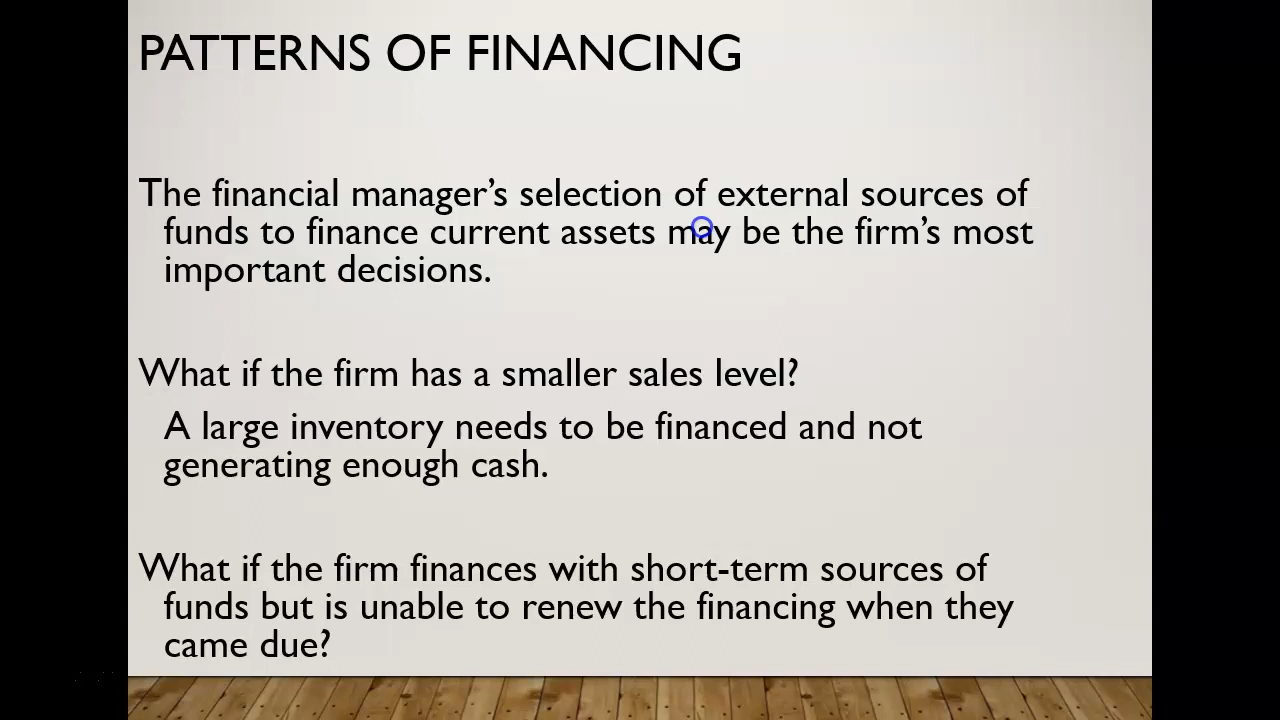 PATTERNS OF FINANCING
The financial manager’s selection of external sources of
funds to finance current assets may be the firm’s most
important decisions.
What if the firm has a smaller sales level?
A large inventory needs to be financed and not
generating enough cash.
What if the firm finances with short-term sources of
funds but is unable to renew the financing when they
came due?